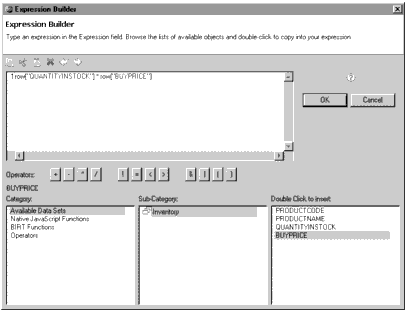 Expression Builder
Expression Builder
Type an expression in the Expression field. Browse the lists of available objects and double-click to copy into your expression.
1 row["QUANTITYINSTOCK"] * row["BUYPRICE"]
OK
Cancel
Operators:
+ - * / ! = < > & | ( )
BUYPRICE
Category:
Sub-Category:
Double Click to insert:
Available Data Sets
Native JavaScript Functions
BIRT Functions
Operators
Inventory
PRODUCTCODE
PRODUCTNAME
QUANTITYINSTOCK
BUYPRICE